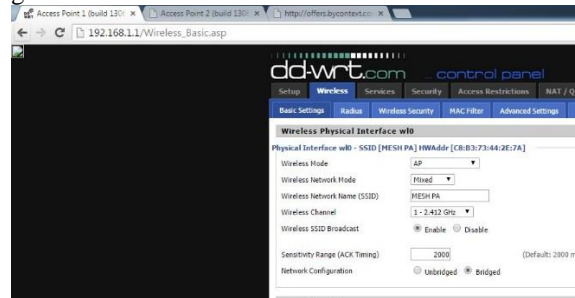 Access Point 1 (build 130 Access Point 2 (build 130 http://offers.bycontext.co
192.168.1.1/Wireless_Basic.asp
dd-wrt.com ... control panel
Setup Wireless Services Security Access Restrictions NAT / Q
Basic Settings Radius Wireless Security MAC Filter Advanced Settings
Wireless Physical Interface wl0
Physical Interface wl0 - SSID [MESH PA] HWAddr [C8:B3:73:44:2E:7A]
Wireless Mode AP
Wireless Network Mode Mixed
Wireless Network Name (SSID) MESH PA
Wireless Channel 1 - 2.412 GHz
Wireless SSID Broadcast Enable Disable
Sensitivity Range (ACK Timing) 2000 (Default: 2000 m
Network Configuration Unbridged Bridged